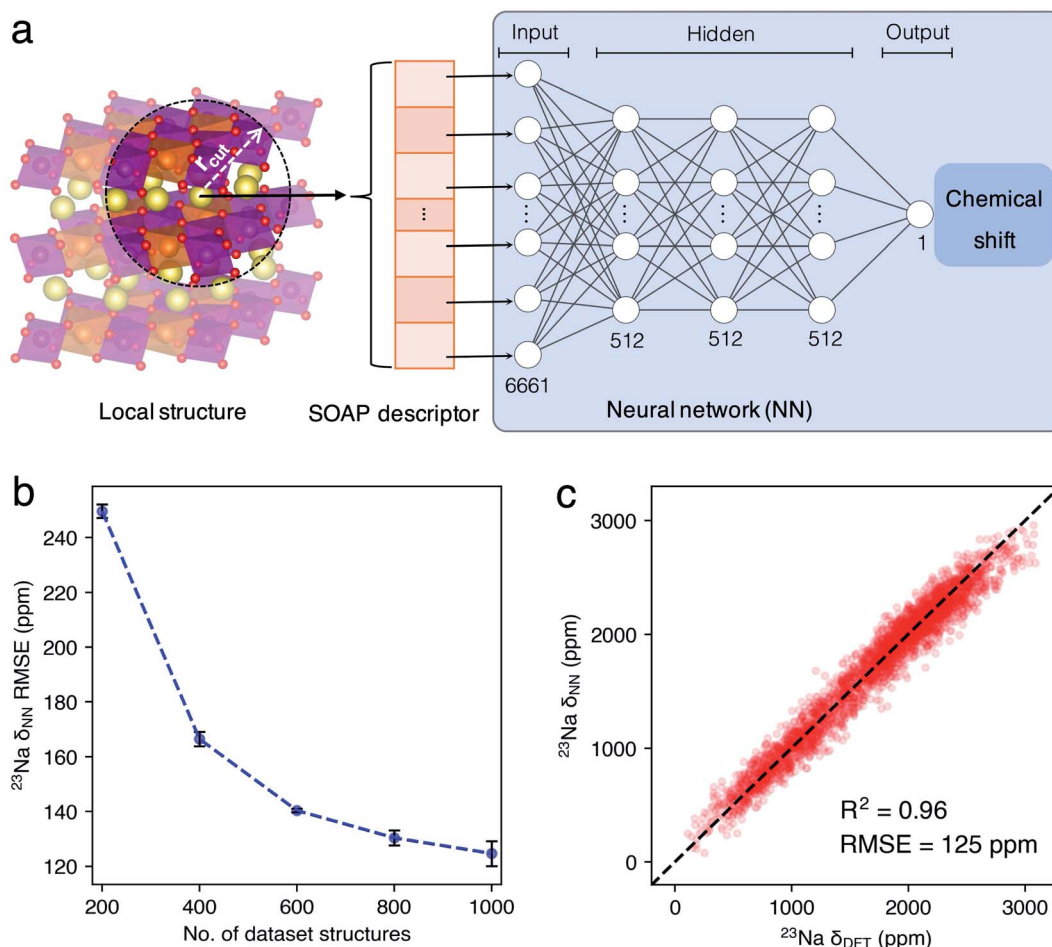 a
Input
Hidden
Output
r_cut
...
...
...
...
...
Chemical
shift
1
512
512
512
6661
Local structure
SOAP descriptor
Neural network (NN)
b
²³Na δ_NN RMSE (ppm)
240
220
200
180
160
140
120
200
400
600
800
1000
No. of dataset structures
c
²³Na δ_NN (ppm)
3000
2000
1000
0
R² = 0.96
RMSE = 125 ppm
0
1000
2000
3000
²³Na δ_DFT (ppm)